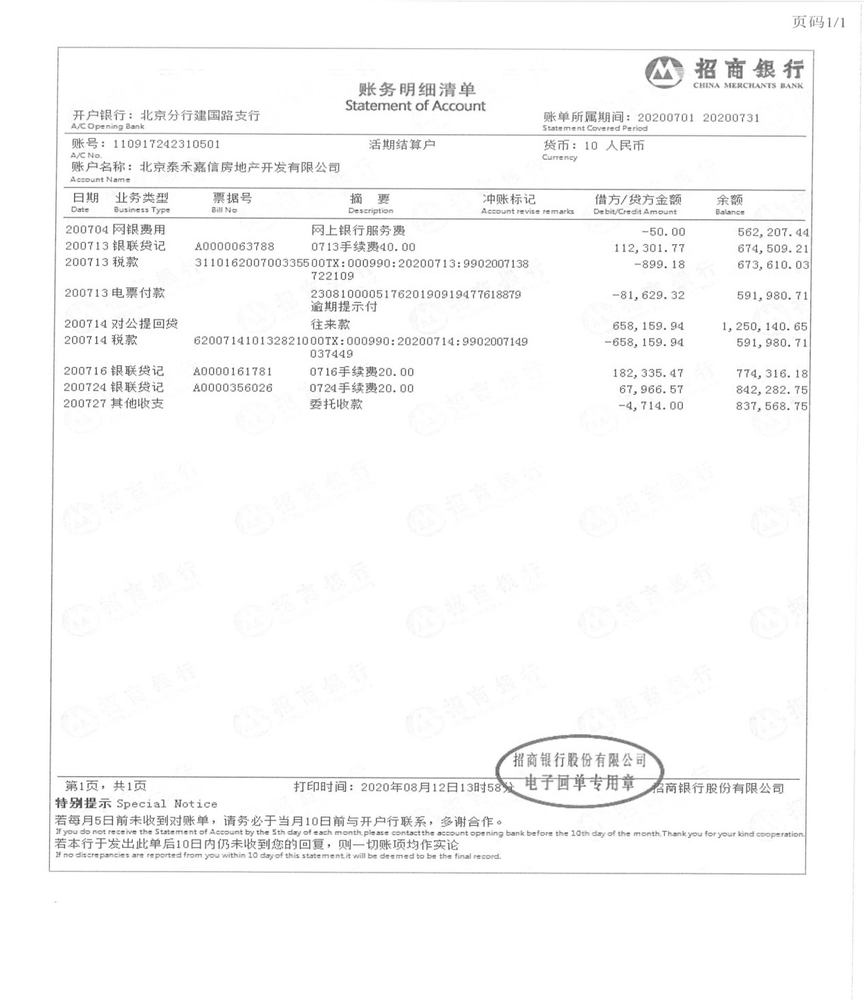 页码1/1
招商银行
CHINA MERCHANTS BANK
账务明细清单
Statement of Account
开户银行：北京分行建国路支行
A/C Opening Bank
账单所属期间：20200701 20200731
Statement Covered Period
账号：110917242310501 活期结算户 货币：10 人民币
A/C No. Currency
账户名称：北京泰禾嘉信房地产开发有限公司
Account Name
日期 业务类型 票据号 摘 要 冲账标记 借方/贷方金额 余额
Date Business Type Bill No Description Account revise remarks Debit/Credit Amount Balance
200704 网银费用 网上银行服务费 -50.00 562,207.44
200713 银联贷记 A0000063788 0713手续费40.00 112,301.77 674,509.21
200713 税款 311016200700335500TX:000990:20200713:9902007138 -899.18 673,610.03
722109
200713 电票付款 230810000517620190919477618879 -81,629.32 591,980.71
逾期提示付
200714 对公提回贷 往来款 658,159.94 1,250,140.65
200714 税款 620071410132821000TX:000990:20200714:9902007149 -658,159.94 591,980.71
037449
200716 银联贷记 A0000161781 0716手续费20.00 182,335.47 774,316.18
200724 银联贷记 A0000356026 0724手续费20.00 67,966.57 842,282.75
200727 其他收支 委托收款 -4,714.00 837,568.75
招商银行股份有限公司
电子回单专用章
第1页，共1页 打印时间：2020年08月12日13时58分 招商银行股份有限公司
特别提示 Special Notice
若每月5日前未收到对账单，请务必于当月10日前与开户行联系，多谢合作。
If you do not receive the Statement of Account by the 5th day of each month,please contact the account opening bank before the 10th day of the month.Thank you for your kind cooperation.
若本行于发出此单后10日内仍未收到您的回复，则一切账项均作实论
If no discrepancies are reported from you within 10 day of this statement,it will be deemed to be the final record.